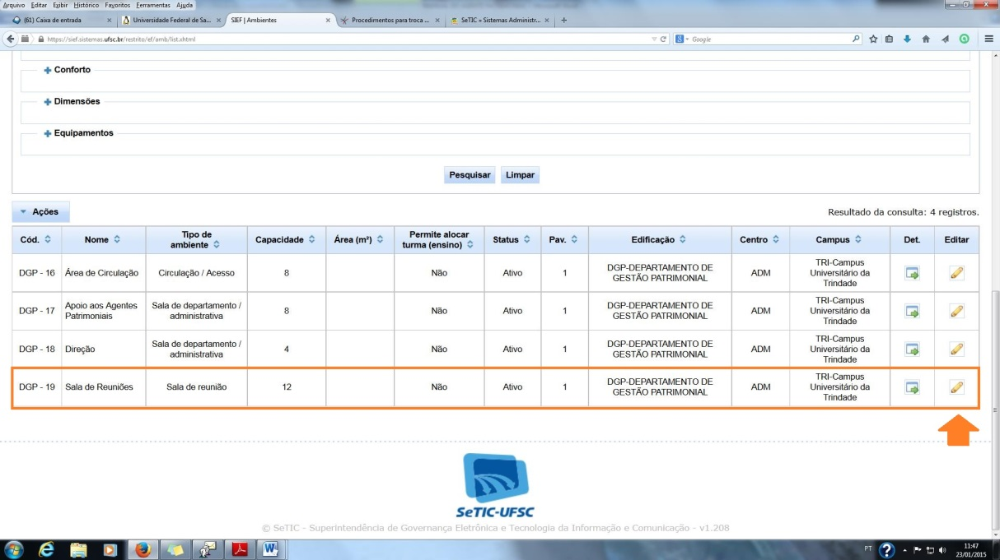 Arquivo Editar Exibir Histórico Favoritos Ferramentas Ajuda
(61) Caixa de entrada × Universidade Federal de Sa... × SIEF | Ambientes × Procedimentos para troca ... × SeTIC » Sistemas Administr... × +
https://sief.sistemas.ufsc.br/restrito/ef/amb/list.xhtml Google
Conforto
Dimensões
Equipamentos
Pesquisar Limpar
Ações Resultado da consulta: 4 registros.
Cód. Nome Tipo de ambiente Capacidade Área (m²) Permite alocar turma (ensino) Status Pav. Edificação Centro Campus Det. Editar
DGP - 16 Área de Circulação Circulação / Acesso 8 Não Ativo 1 DGP-DEPARTAMENTO DE GESTÃO PATRIMONIAL ADM TRI-Campus Universitário da Trindade
DGP - 17 Apoio aos Agentes Patrimoniais Sala de departamento / administrativa 8 Não Ativo 1 DGP-DEPARTAMENTO DE GESTÃO PATRIMONIAL ADM TRI-Campus Universitário da Trindade
DGP - 18 Direção Sala de departamento / administrativa 4 Não Ativo 1 DGP-DEPARTAMENTO DE GESTÃO PATRIMONIAL ADM TRI-Campus Universitário da Trindade
DGP - 19 Sala de Reuniões Sala de reunião 12 Não Ativo 1 DGP-DEPARTAMENTO DE GESTÃO PATRIMONIAL ADM TRI-Campus Universitário da Trindade
SeTIC-UFSC
© SeTIC - Superintendência de Governança Eletrônica e Tecnologia da Informação e Comunicação - v1.208
PT 11:47
23/01/2015